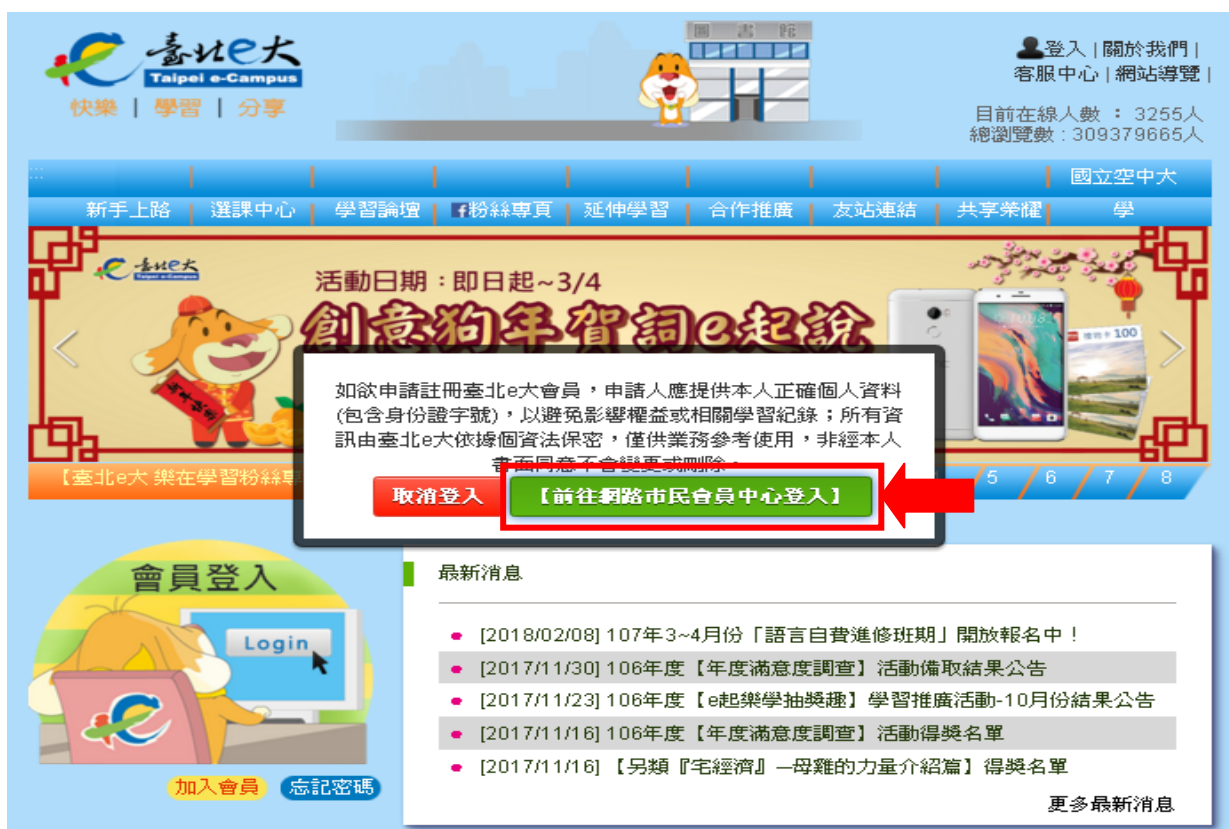 臺北e大
Taipei e-Campus
快樂 | 學習 | 分享
圖書館
登入 | 關於我們 |
客服中心 | 網站導覽 |
目前在線人數 : 3255人
總瀏覽數 : 309379665人
:::
國立空中大
新手上路 選課中心 學習論壇 f粉絲專頁 延伸學習 合作推廣 友站連結 共享榮耀 學
臺北e大
Taipei e-Campus
活動日期：即日起~3/4
創意狗年賀詞e起說
100
如欲申請註冊臺北e大會員，申請人應提供本人正確個人資料
(包含身份證字號)，以避免影響權益或相關學習紀錄；所有資
訊由臺北e大依據個資法保密，僅供業務參考使用，非經本人
書面同意不會變更或刪除。
取消登入 【前往網路市民會員中心登入】
【臺北e大 樂在學習粉絲專
5 / 6 / 7 / 8
會員登入
Login
加入會員 忘記密碼
最新消息
[2018/02/08] 107年3~4月份「語言自費進修班期」開放報名中！
[2017/11/30] 106年度【年度滿意度調查】活動備取結果公告
[2017/11/23] 106年度【e起樂學抽獎趣】學習推廣活動-10月份結果公告
[2017/11/16] 106年度【年度滿意度調查】活動得獎名單
[2017/11/16] 【另類『宅經濟』—母雞的力量介紹篇】得獎名單
更多最新消息